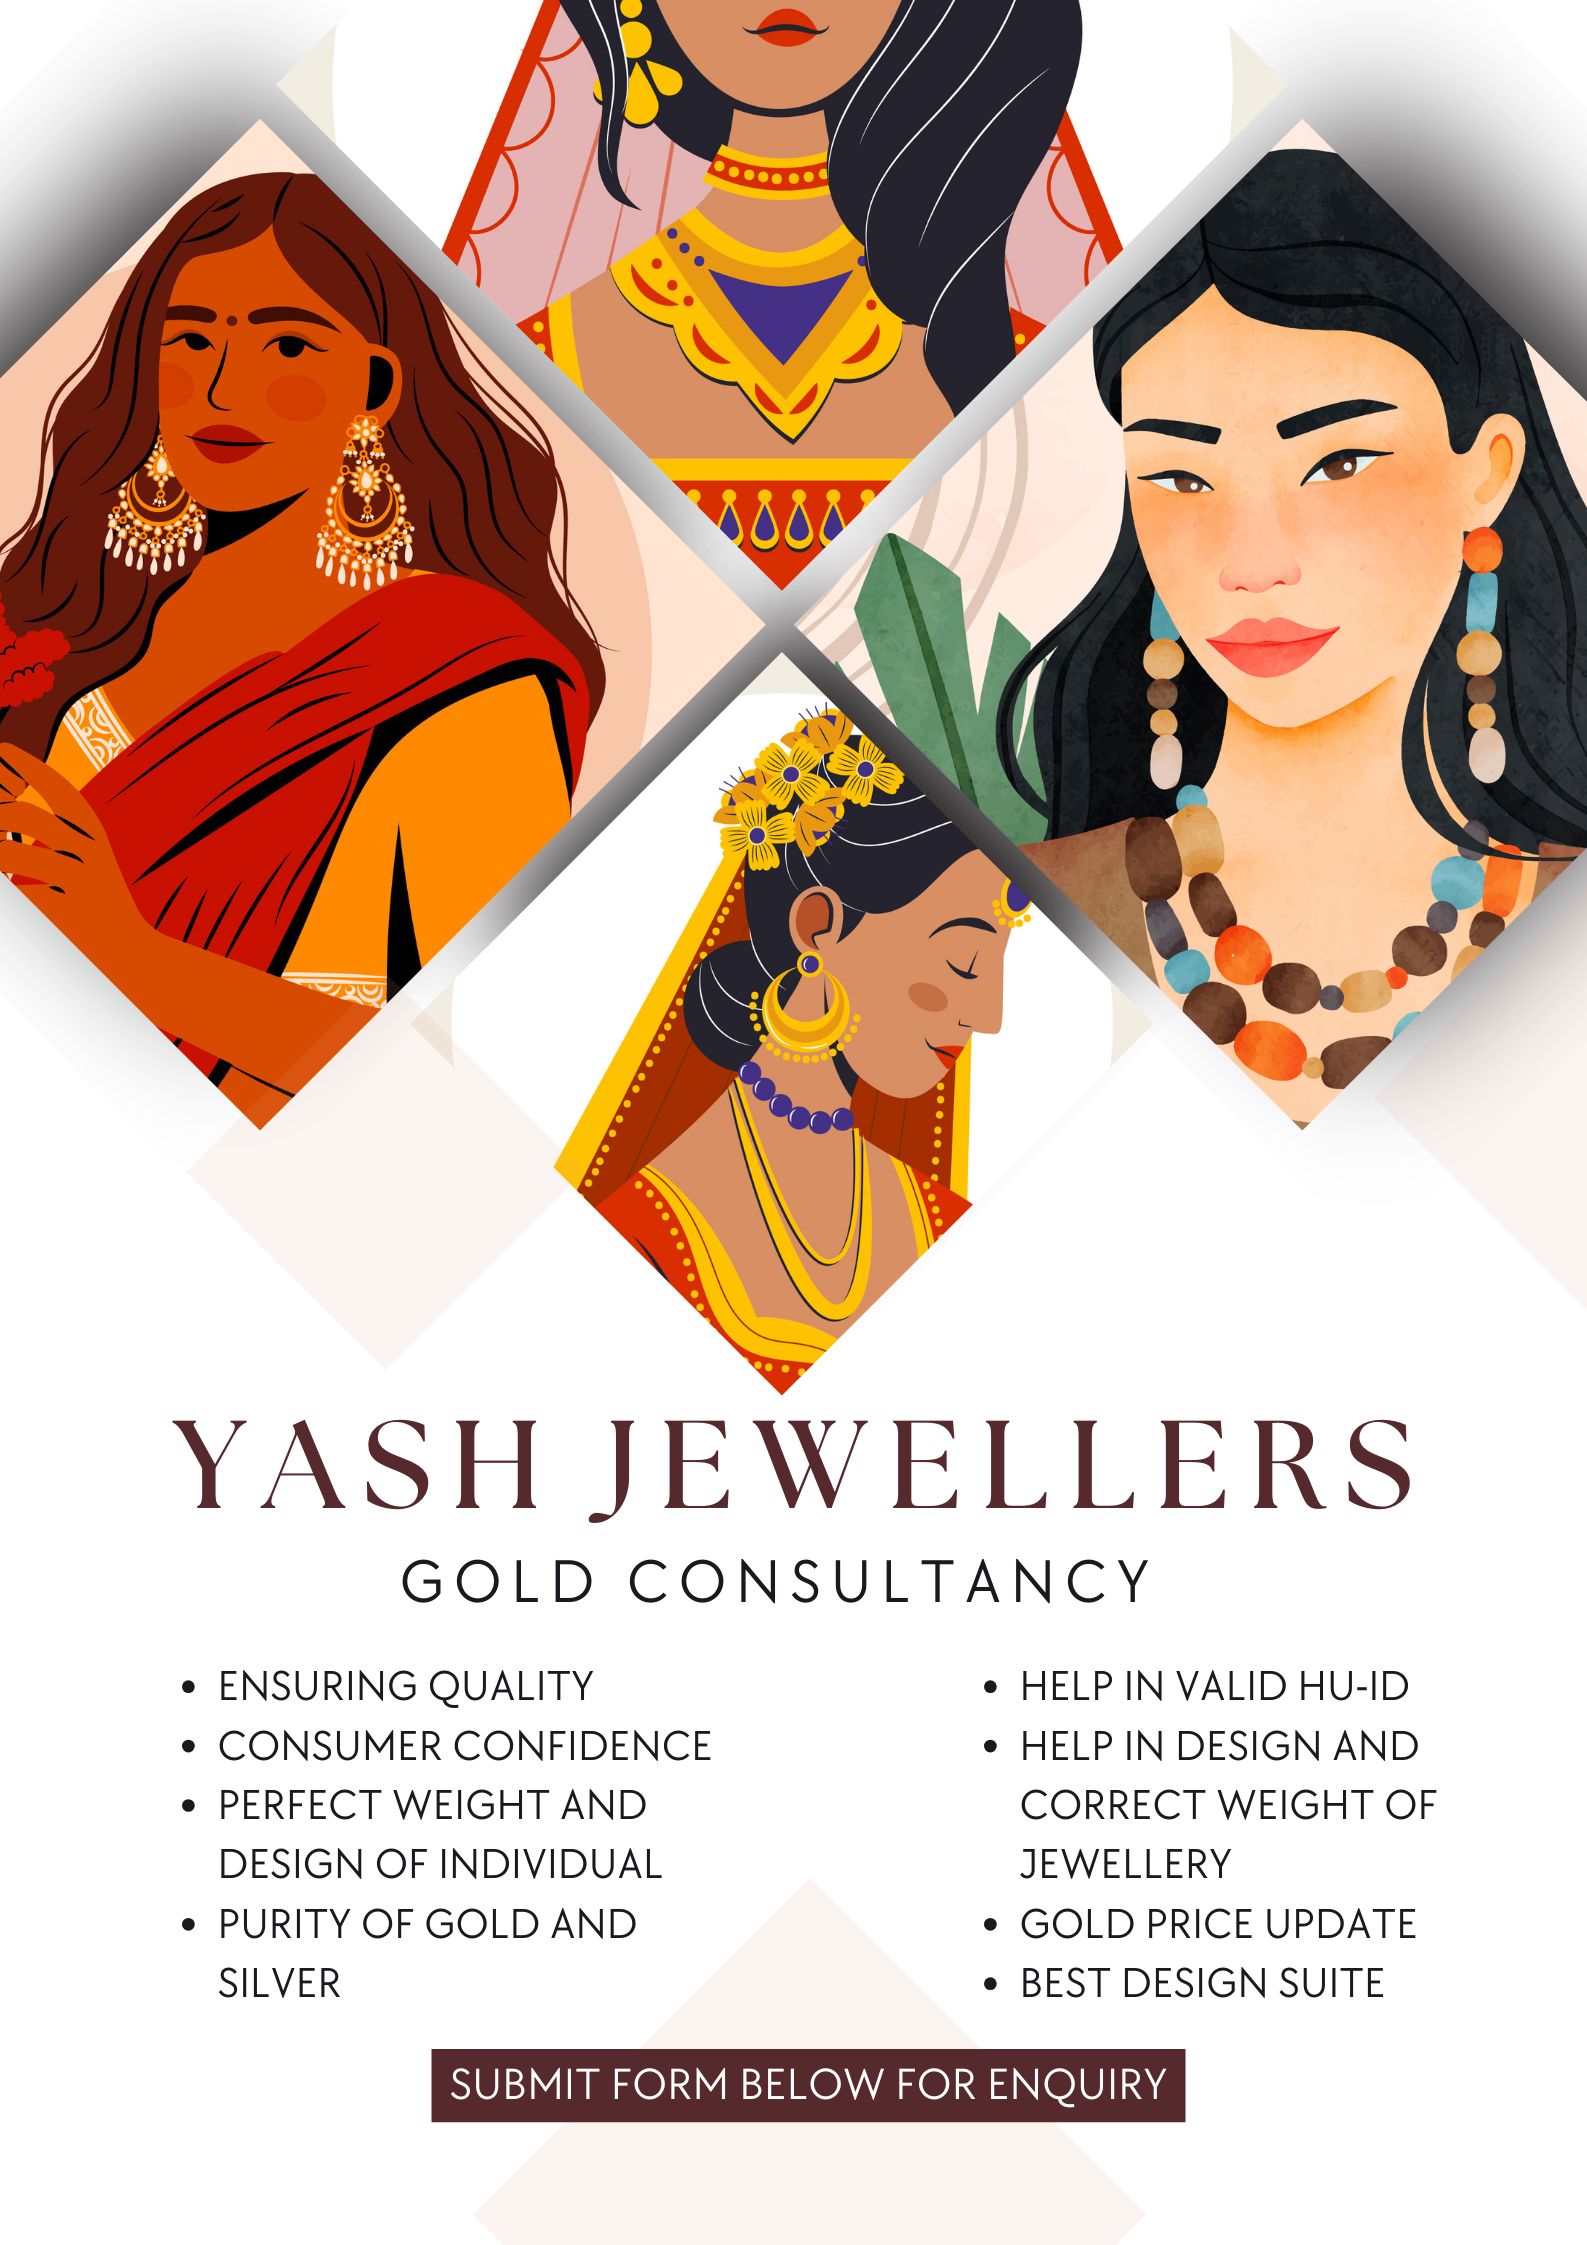 YASH JEWELLERS
GOLD CONSULTANCY
• ENSURING QUALITY
• CONSUMER CONFIDENCE
• PERFECT WEIGHT AND
DESIGN OF INDIVIDUAL
• PURITY OF GOLD AND
SILVER
• HELP IN VALID HU-ID
• HELP IN DESIGN AND
CORRECT WEIGHT OF
JEWELLERY
• GOLD PRICE UPDATE
• BEST DESIGN SUITE
SUBMIT FORM BELOW FOR ENQUIRY